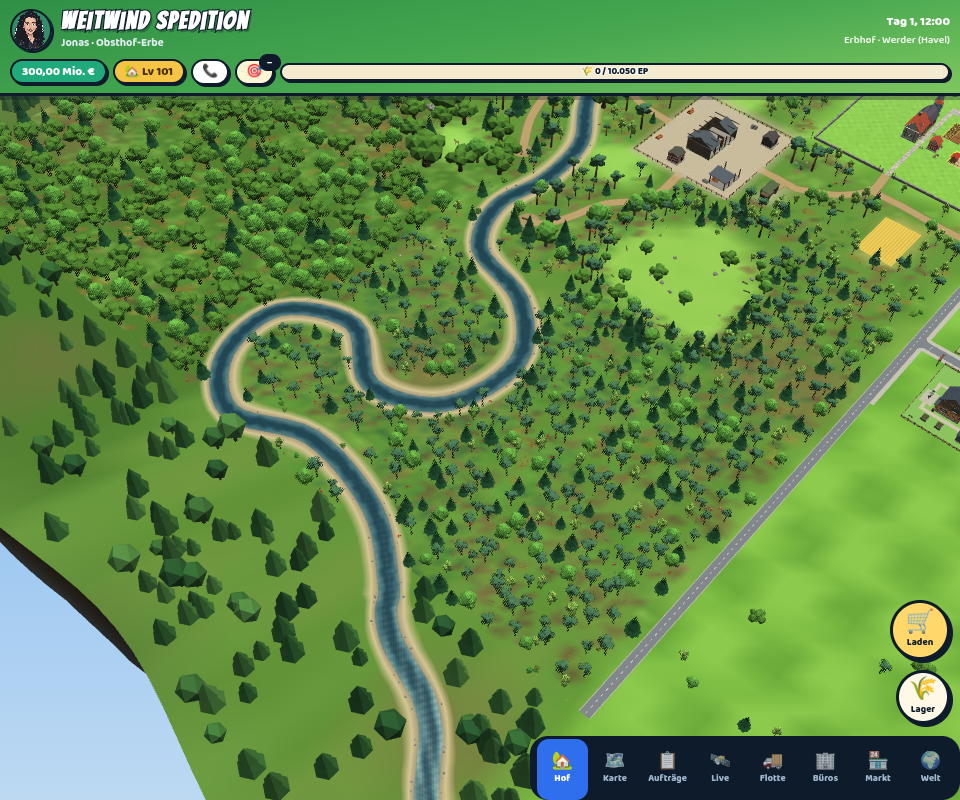 WEITWIND SPEDITION
Jonas · Obsthof-Erbe
Tag 1, 12:00
Erbhof · Werder (Havel)
300,00 Mio. €
Lv 101
–
0 / 10.050 EP
Laden
Lager
Hof
Karte
Aufträge
Live
Flotte
Büros
Markt
Welt